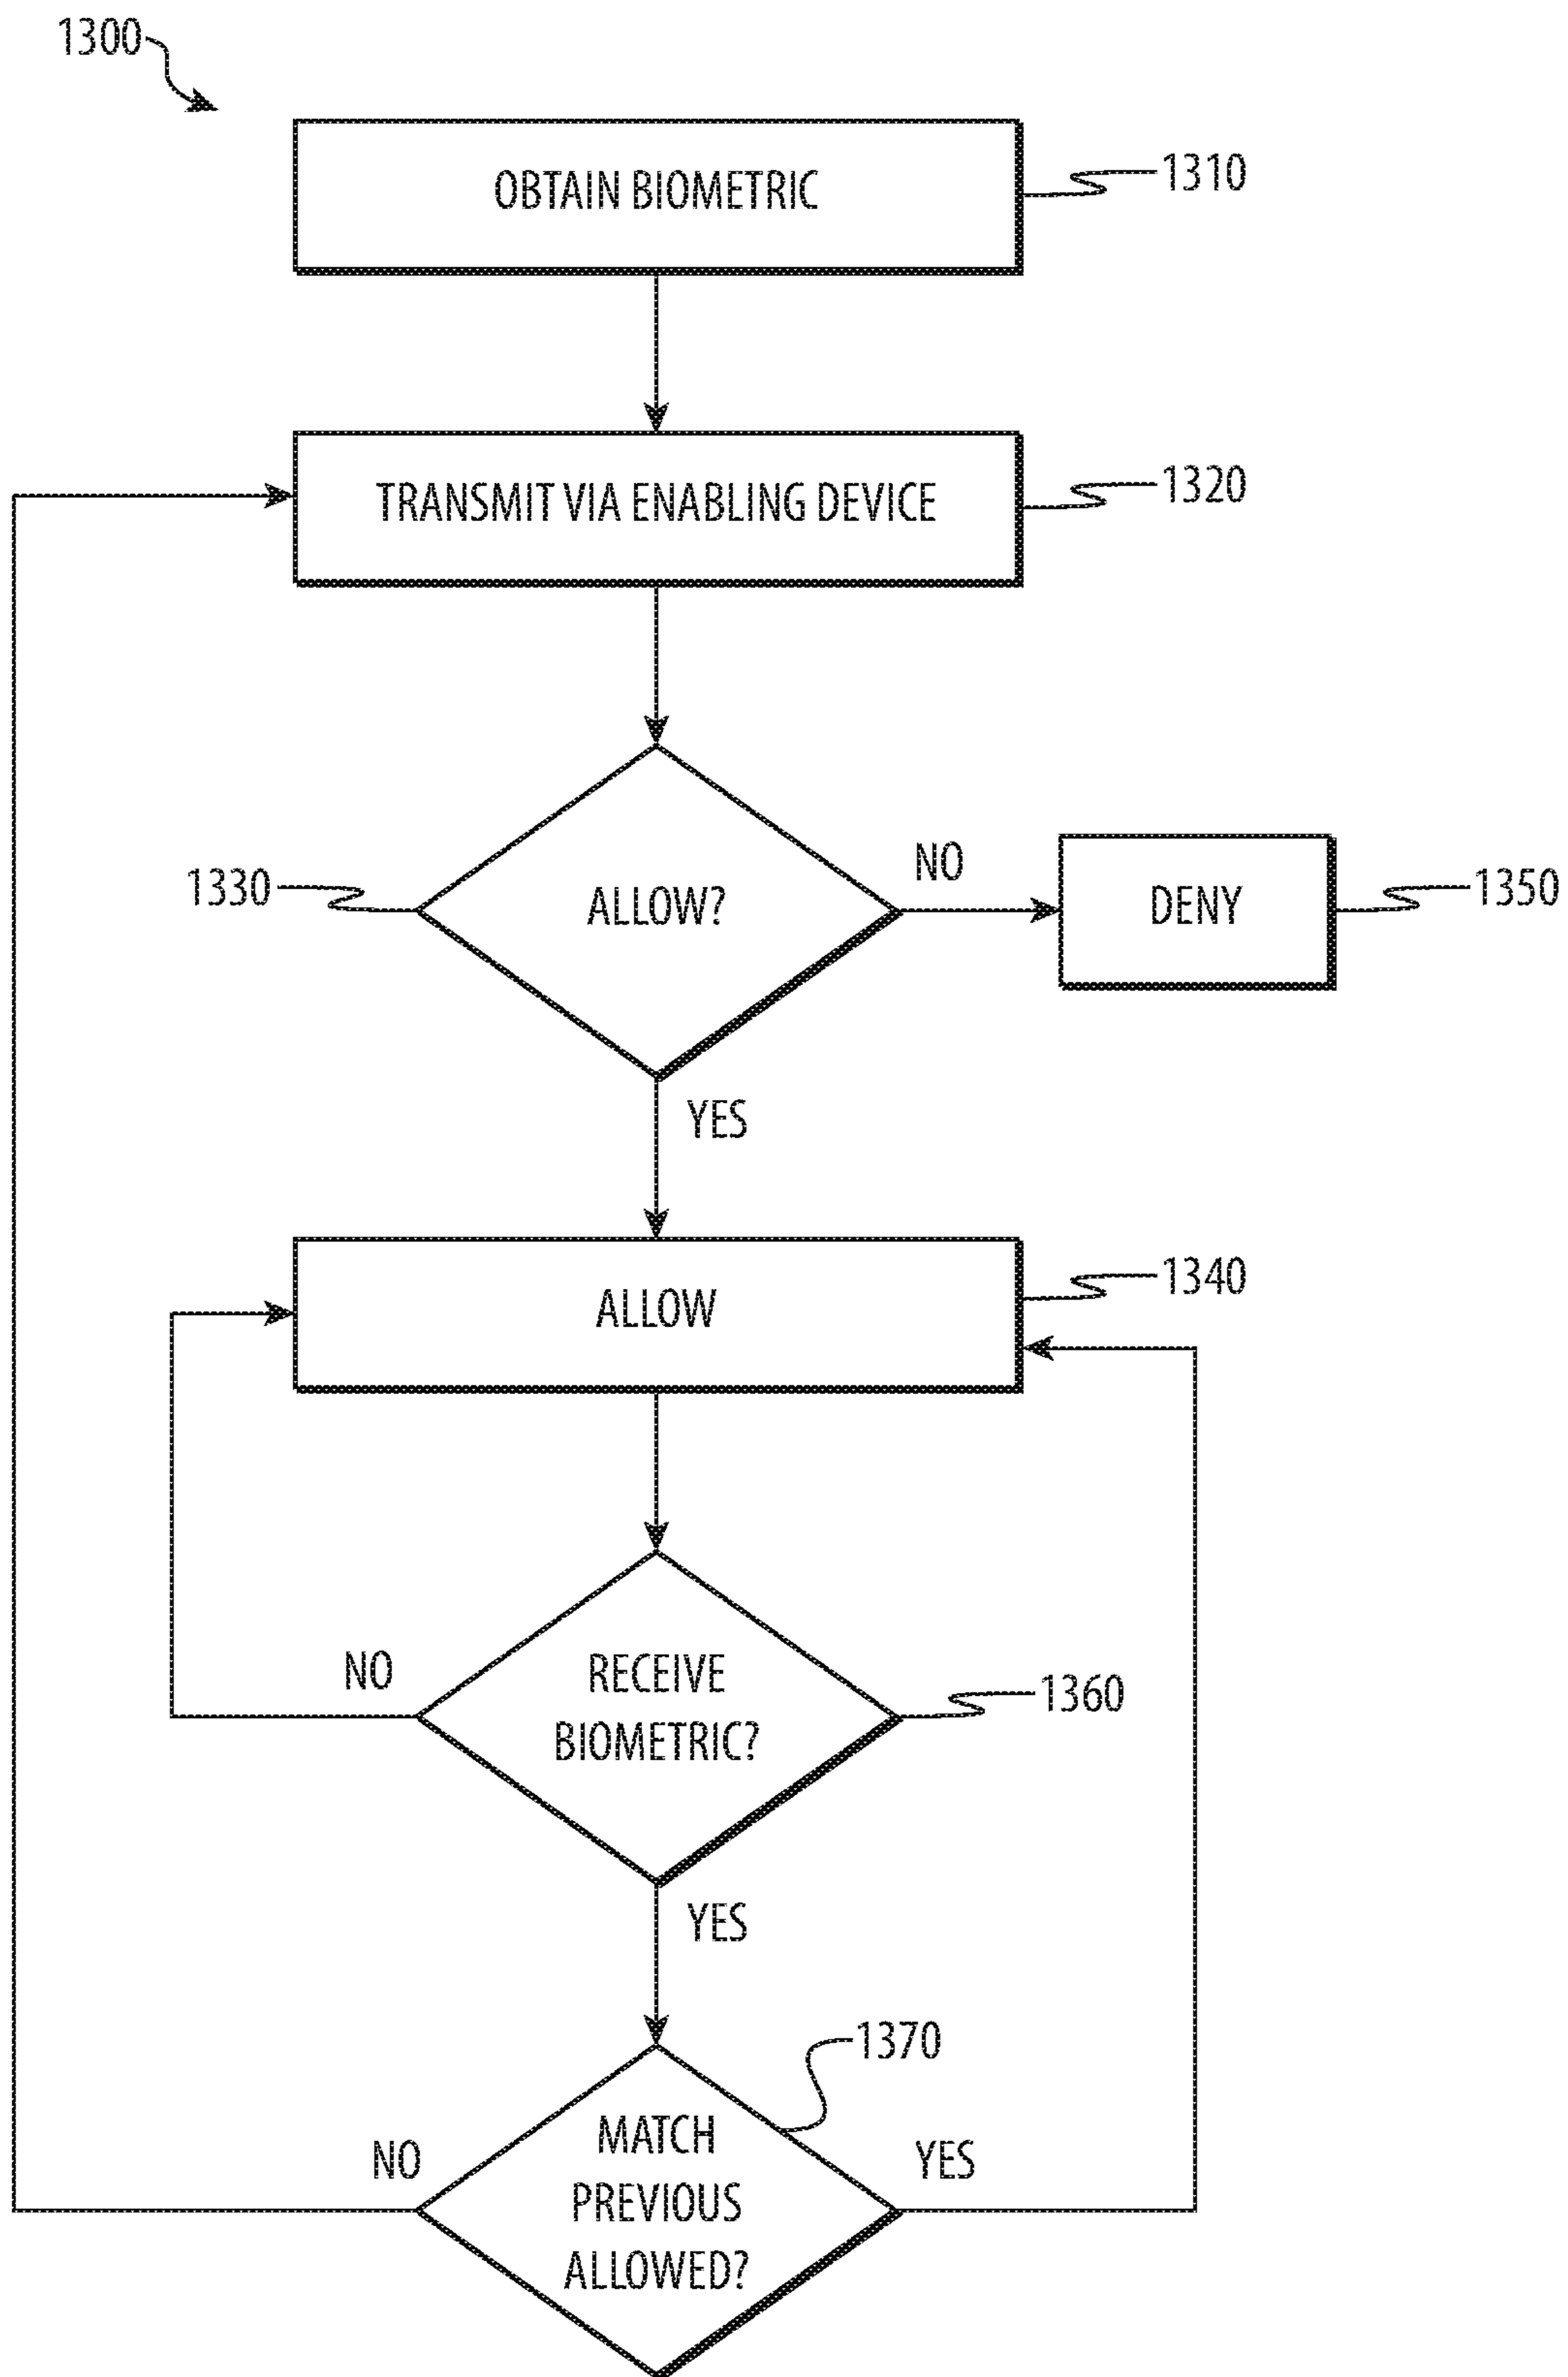 1300
OBTAIN BIOMETRIC
1310
TRANSMIT VIA ENABLING DEVICE
1320
1330
ALLOW?
NO
DENY
1350
YES
ALLOW
1340
NO
RECEIVE
BIOMETRIC?
1360
YES
1370
NO
MATCH
PREVIOUS
ALLOWED?
YES